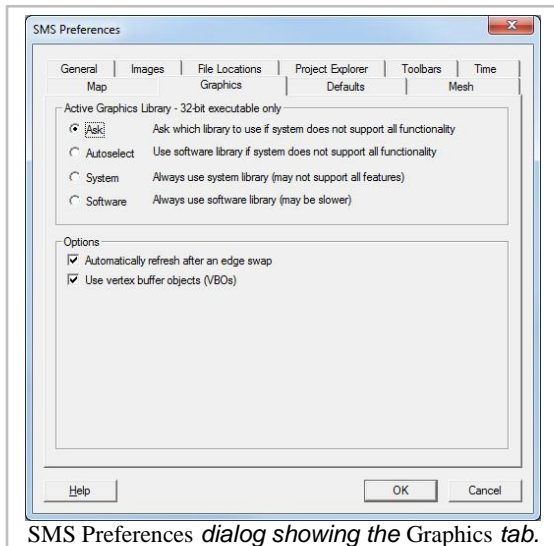 SMS Preferences
General Images File Locations Project Explorer Toolbars Time
Map Graphics Defaults Mesh
Active Graphics Library - 32-bit executable only
Ask Ask which library to use if system does not support all functionality
Autoselect Use software library if system does not support all functionality
System Always use system library (may not support all features)
Software Always use software library (may be slower)
Options
Automatically refresh after an edge swap
Use vertex buffer objects (VBOs)
Help OK Cancel
SMS Preferences dialog showing the Graphics tab.